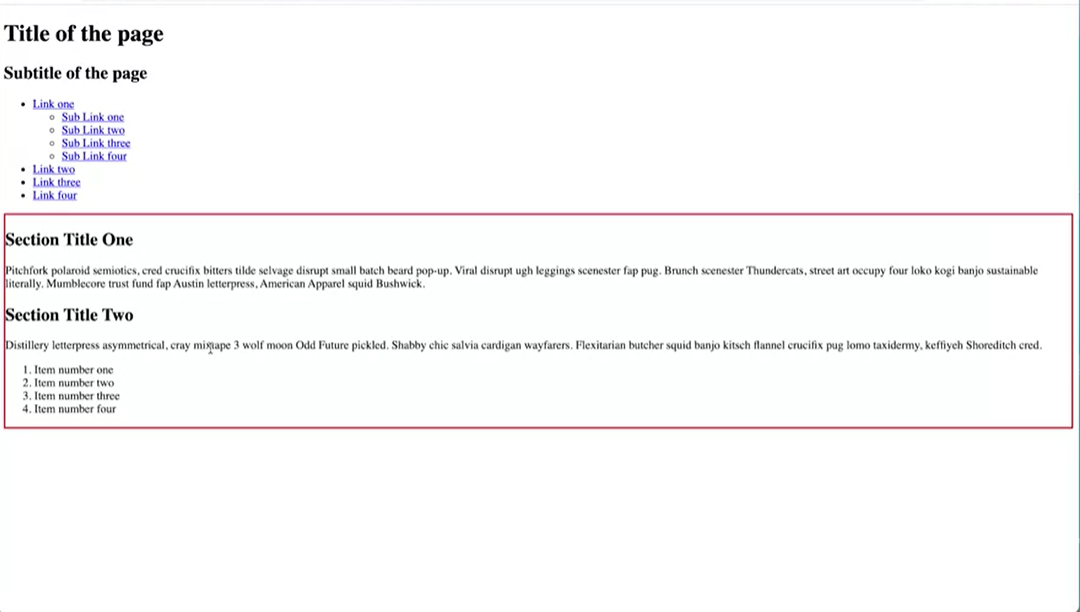 Title of the page
Subtitle of the page
Link one
Sub Link one
Sub Link two
Sub Link three
Sub Link four
Link two
Link three
Link four
Section Title One
Pitchfork polaroid semiotics, cred crucifix bitters tilde selvage disrupt small batch beard pop-up. Viral disrupt ugh leggings scenester fap pug. Brunch scenester Thundercats, street art occupy four loko kogi banjo sustainable
literally. Mumblecore trust fund fap Austin letterpress, American Apparel squid Bushwick.
Section Title Two
Distillery letterpress asymmetrical, cray mixtape 3 wolf moon Odd Future pickled. Shabby chic salvia cardigan wayfarers. Flexitarian butcher squid banjo kitsch flannel crucifix pug lomo taxidermy, keffiyeh Shoreditch cred.
1. Item number one
2. Item number two
3. Item number three
4. Item number four